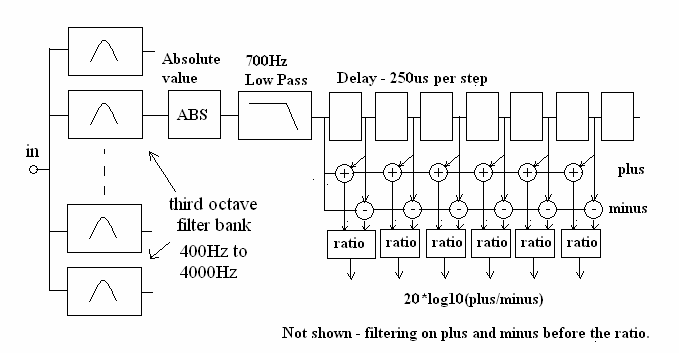 Absolute
value
700Hz
Low Pass
Delay - 250us per step
ABS
in
+ + + + + +
plus
- - - - - -
minus
third octave
filter bank
400Hz to
4000Hz
ratio ratio ratio ratio ratio ratio
20*log10(plus/minus)
Not shown - filtering on plus and minus before the ratio.